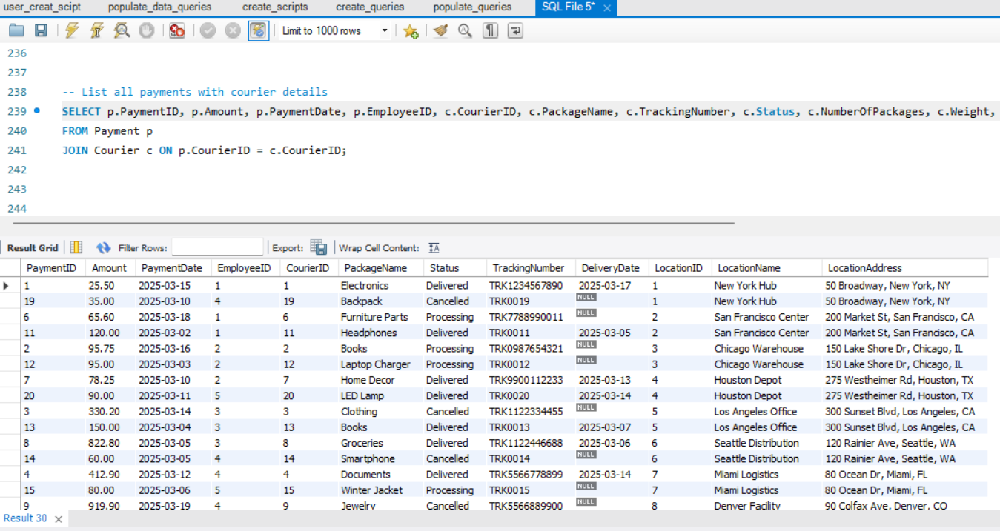 user_creat_scipt populate_data_queries create_scripts create_queries populate_queries SQL File 5*
Limit to 1000 rows
236
237
238 -- List all payments with courier details
239 SELECT p.PaymentID, p.Amount, p.PaymentDate, p.EmployeeID, c.CourierID, c.PackageName, c.TrackingNumber, c.Status, c.NumberOfPackages, c.Weight,
240 FROM Payment p
241 JOIN Courier c ON p.CourierID = c.CourierID;
242
243
244
Result Grid Filter Rows: Export: Wrap Cell Content:
PaymentID Amount PaymentDate EmployeeID CourierID PackageName Status TrackingNumber DeliveryDate LocationID LocationName LocationAddress
1 25.50 2025-03-15 1 1 Electronics Delivered TRK1234567890 2025-03-17 1 New York Hub 50 Broadway, New York, NY
19 35.00 2025-03-10 4 19 Backpack Cancelled TRK0019 NULL 1 New York Hub 50 Broadway, New York, NY
6 65.60 2025-03-18 1 6 Furniture Parts Processing TRK7788990011 NULL 2 San Francisco Center 200 Market St, San Francisco, CA
11 120.00 2025-03-02 1 11 Headphones Delivered TRK0011 2025-03-05 2 San Francisco Center 200 Market St, San Francisco, CA
2 95.75 2025-03-16 2 2 Books Processing TRK0987654321 NULL 3 Chicago Warehouse 150 Lake Shore Dr, Chicago, IL
12 95.00 2025-03-03 2 12 Laptop Charger Processing TRK0012 NULL 3 Chicago Warehouse 150 Lake Shore Dr, Chicago, IL
7 78.25 2025-03-10 2 7 Home Decor Delivered TRK9900112233 2025-03-13 4 Houston Depot 275 Westheimer Rd, Houston, TX
20 90.00 2025-03-11 5 20 LED Lamp Delivered TRK0020 2025-03-14 4 Houston Depot 275 Westheimer Rd, Houston, TX
3 330.20 2025-03-14 3 3 Clothing Cancelled TRK1122334455 NULL 5 Los Angeles Office 300 Sunset Blvd, Los Angeles, CA
13 150.00 2025-03-04 3 13 Books Delivered TRK0013 2025-03-07 5 Los Angeles Office 300 Sunset Blvd, Los Angeles, CA
8 822.80 2025-03-05 3 8 Groceries Delivered TRK1122446688 2025-03-06 6 Seattle Distribution 120 Rainier Ave, Seattle, WA
14 60.00 2025-03-05 4 14 Smartphone Cancelled TRK0014 NULL 6 Seattle Distribution 120 Rainier Ave, Seattle, WA
4 412.90 2025-03-12 4 4 Documents Delivered TRK5566778899 2025-03-14 7 Miami Logistics 80 Ocean Dr, Miami, FL
15 80.00 2025-03-06 5 15 Winter Jacket Processing TRK0015 NULL 7 Miami Logistics 80 Ocean Dr, Miami, FL
9 919.90 2025-03-19 4 9 Jewelry Cancelled TRK5566889900 NULL 8 Denver Facility 90 Colfax Ave, Denver, CO
Result 30